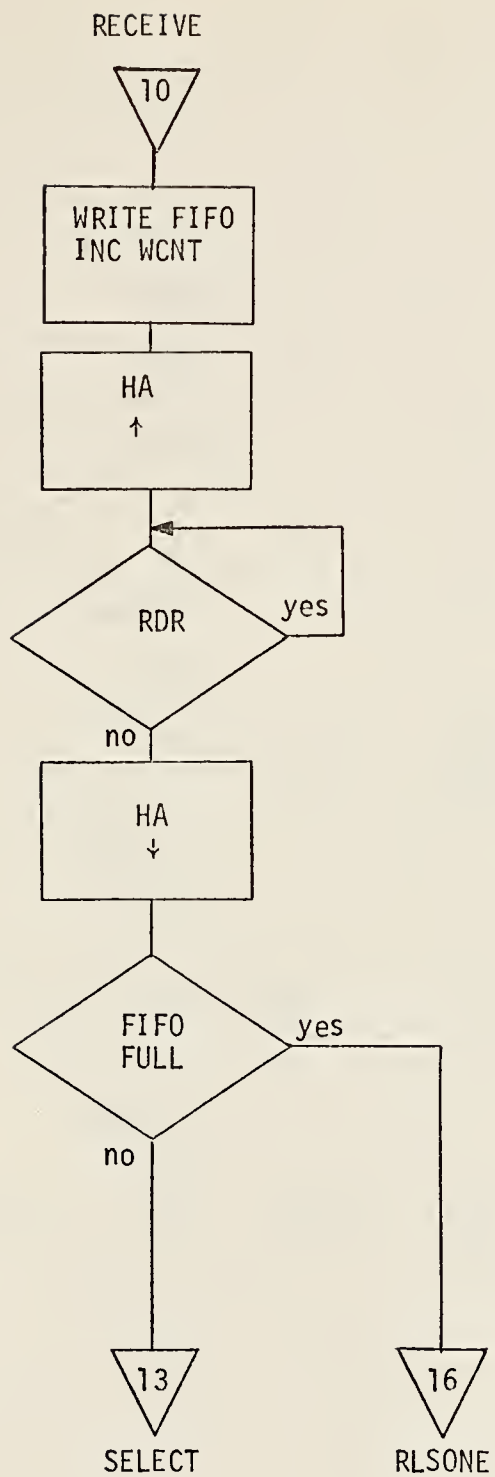 RECEIVE
10
WRITE FIFO
INC WCNT
HA
↑
RDR
yes
no
HA
↓
FIFO
FULL
yes
no
13
16
SELECT
RLSONE